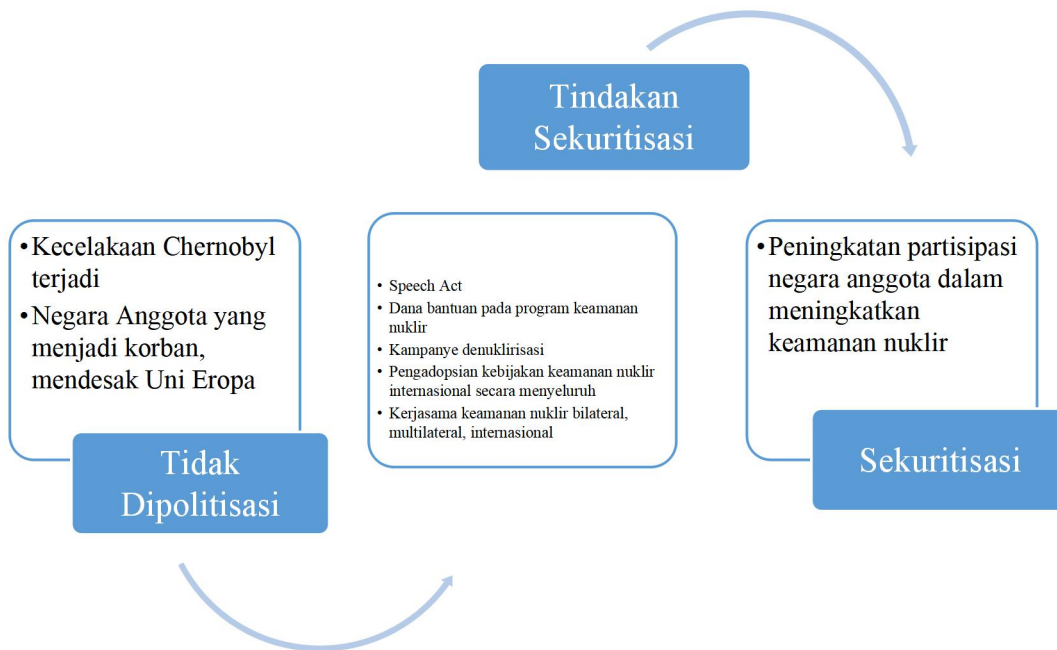 • Kecelakaan Chernobyl
terjadi
• Negara Anggota yang
menjadi korban,
mendesak Uni Eropa
Tidak
Dipolitisasi
Tindakan
Sekuritisasi
• Speech Act
• Dana bantuan pada program keamanan
nuklir
• Kampanye denuklirisasi
• Pengadopsian kebijakan keamanan nuklir
internasional secara menyeluruh
• Kerjasama keamanan nuklir bilateral,
multilateral, internasional
• Peningkatan partisipasi
negara anggota dalam
meningkatkan
keamanan nuklir
Sekuritisasi